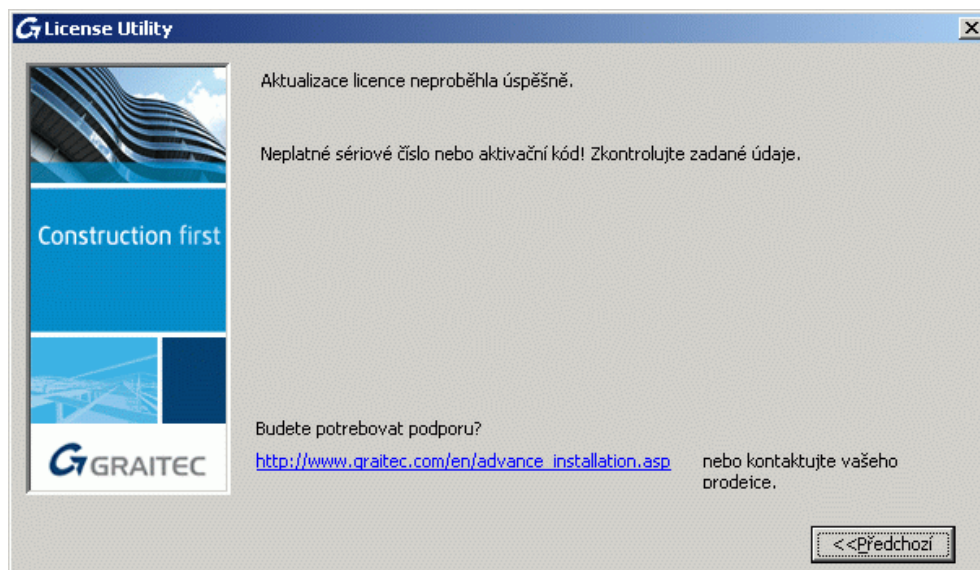 License Utility
Aktualizace licence neproběhla úspěšně.
Neplatné sériové číslo nebo aktivační kód! Zkontrolujte zadané údaje.
Construction first
GRAITEC
Budete potrebovat podporu?
http://www.graitec.com/en/advance_installation.asp
nebo kontaktujte vašeho
prodejce.
<<Předchozí